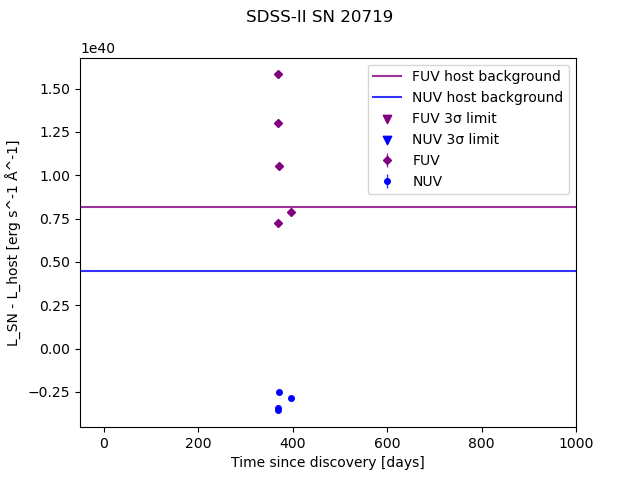 SDSS-II SN 20719
1e40
FUV host background
NUV host background
FUV 3σ limit
NUV 3σ limit
FUV
NUV
1.50
1.25
1.00
0.75
0.50
0.25
0.00
−0.25
L_SN - L_host [erg s^-1 Å^-1]
0 200 400 600 800 1000
Time since discovery [days]